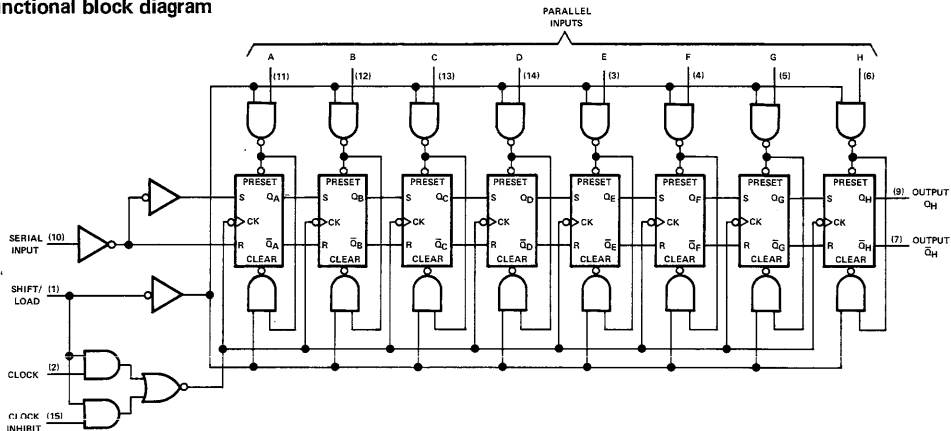 nctional block diagram
PARALLEL
INPUTS
A B C D E F G H
(11) (12) (13) (14) (3) (4) (5) (6)
PRESET PRESET PRESET PRESET PRESET PRESET PRESET PRESET
S QA S QB S QC S QD S QE S QF S QG S QH (9) OUTPUT
QH
CK CK CK CK CK CK CK CK
SERIAL (10)
INPUT
R Q̅A R Q̅B R Q̅C R Q̅D R Q̅E R Q̅F R Q̅G R Q̅H (7) OUTPUT
Q̅H
CLEAR CLEAR CLEAR CLEAR CLEAR CLEAR CLEAR CLEAR
SHIFT/
LOAD (1)
CLOCK (2)
CLOCK (15)
INHIBIT